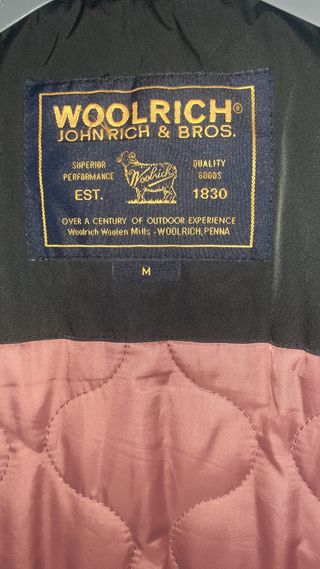 WOOLRICH®
JOHN RICH & BROS.
SUPERIOR PERFORMANCE
Woolrich
QUALITY GOODS
EST. 1830
OVER A CENTURY OF OUTDOOR EXPERIENCE
Woolrich Woolen Mills - WOOLRICH, PENNA
M